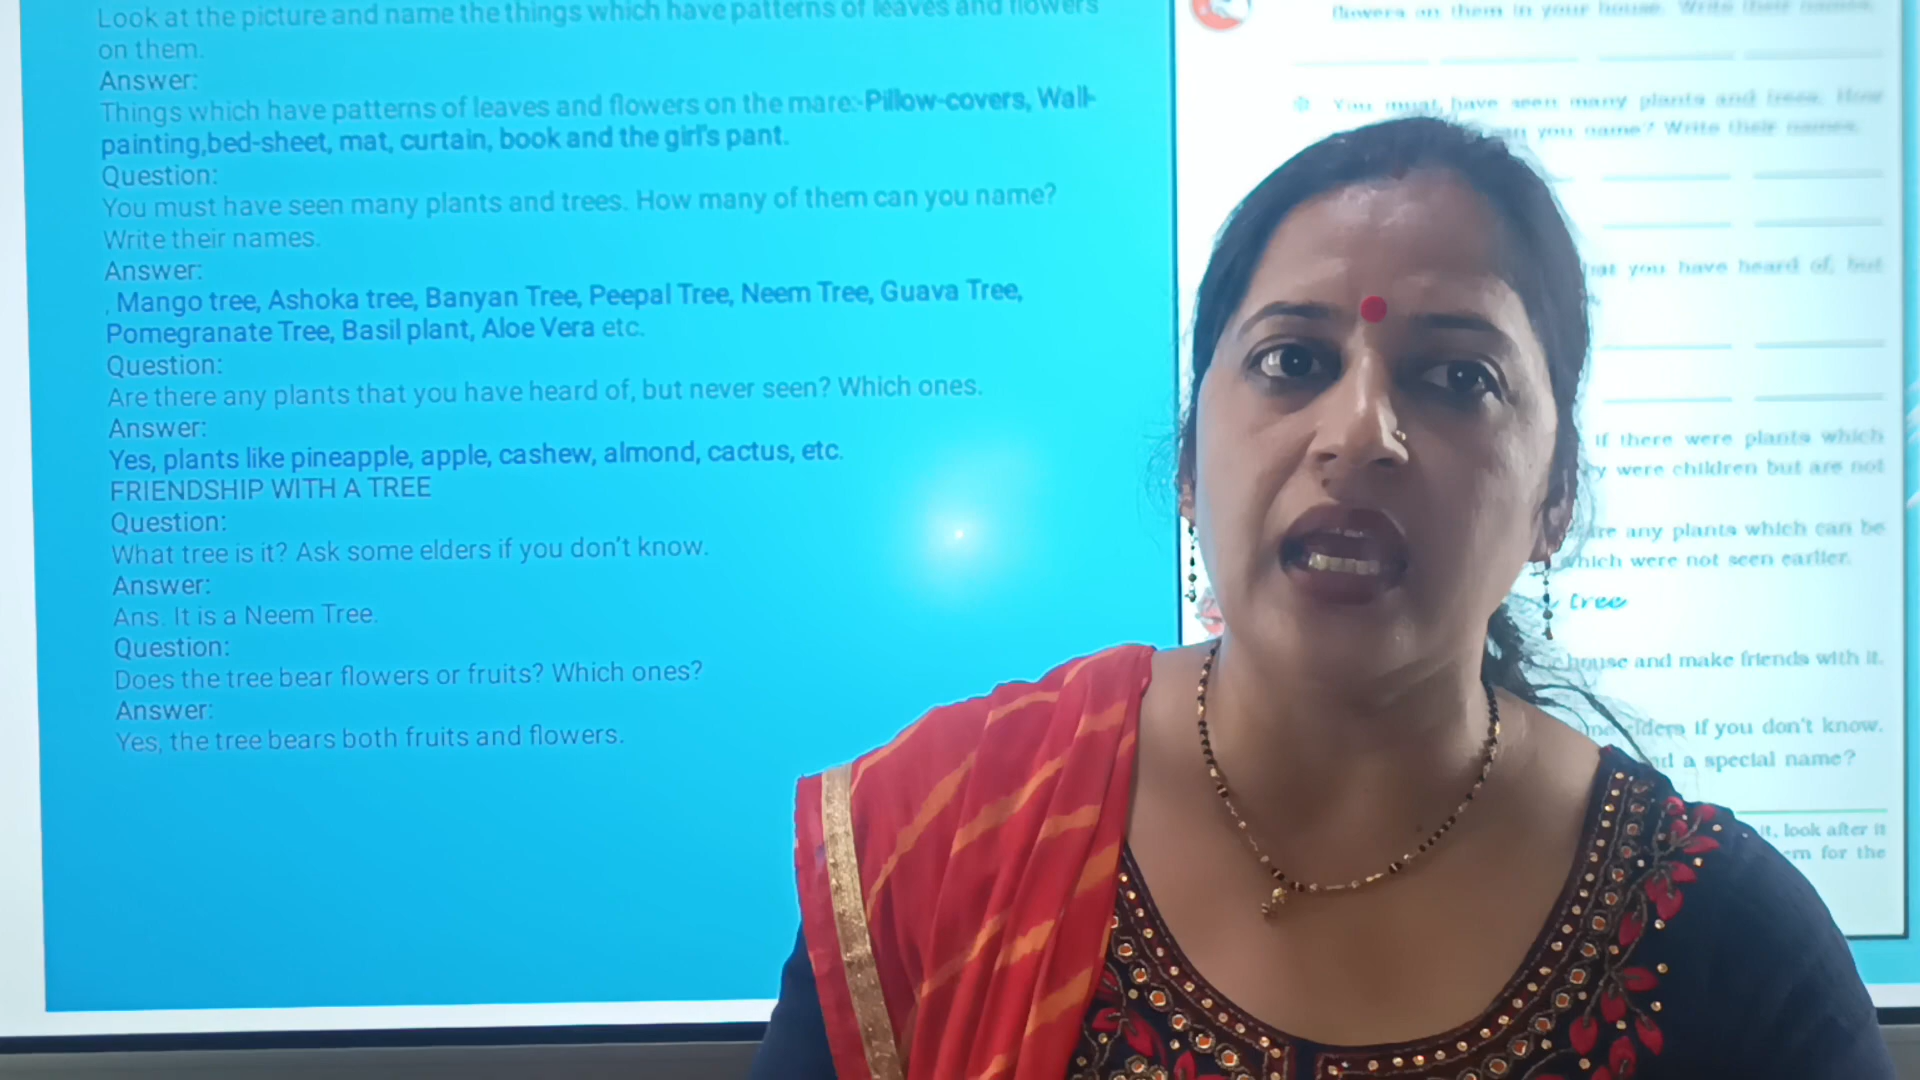 Look at the picture and name the things which have patterns of leaves and flowers
on them.
Answer:
Things which have patterns of leaves and flowers on the mare:-Pillow-covers, Wall-
painting,bed-sheet, mat, curtain, book and the girl's pant.
Question:
You must have seen many plants and trees. How many of them can you name?
Write their names.
Answer:
, Mango tree, Ashoka tree, Banyan Tree, Peepal Tree, Neem Tree, Guava Tree,
Pomegranate Tree, Basil plant, Aloe Vera etc.
Question:
Are there any plants that you have heard of, but never seen? Which ones.
Answer:
Yes, plants like pineapple, apple, cashew, almond, cactus, etc.
FRIENDSHIP WITH A TREE
Question:
What tree is it? Ask some elders if you don't know.
Answer:
Ans. It is a Neem Tree.
Question:
Does the tree bear flowers or fruits? Which ones?
Answer:
Yes, the tree bears both fruits and flowers.
flowers on them in your house. Write their names.
You must have seen many plants and trees. How
you name? Write their names.
you have heard of, but
If there were plants which
were children but are not
any plants which can be
which were not seen earlier.
tree
house and make friends with it.
elders if you don't know.
a special name?
it, look after it
for the